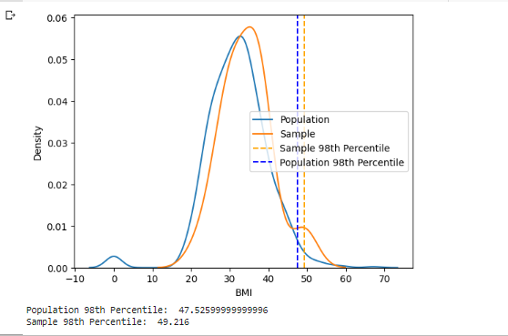 0.06
0.05
0.04
0.03
0.02
0.01
0.00
Density
Population
Sample
Sample 98th Percentile
Population 98th Percentile
−10 0 10 20 30 40 50 60 70
BMI
Population 98th Percentile:  47.52599999999996
Sample 98th Percentile:  49.216